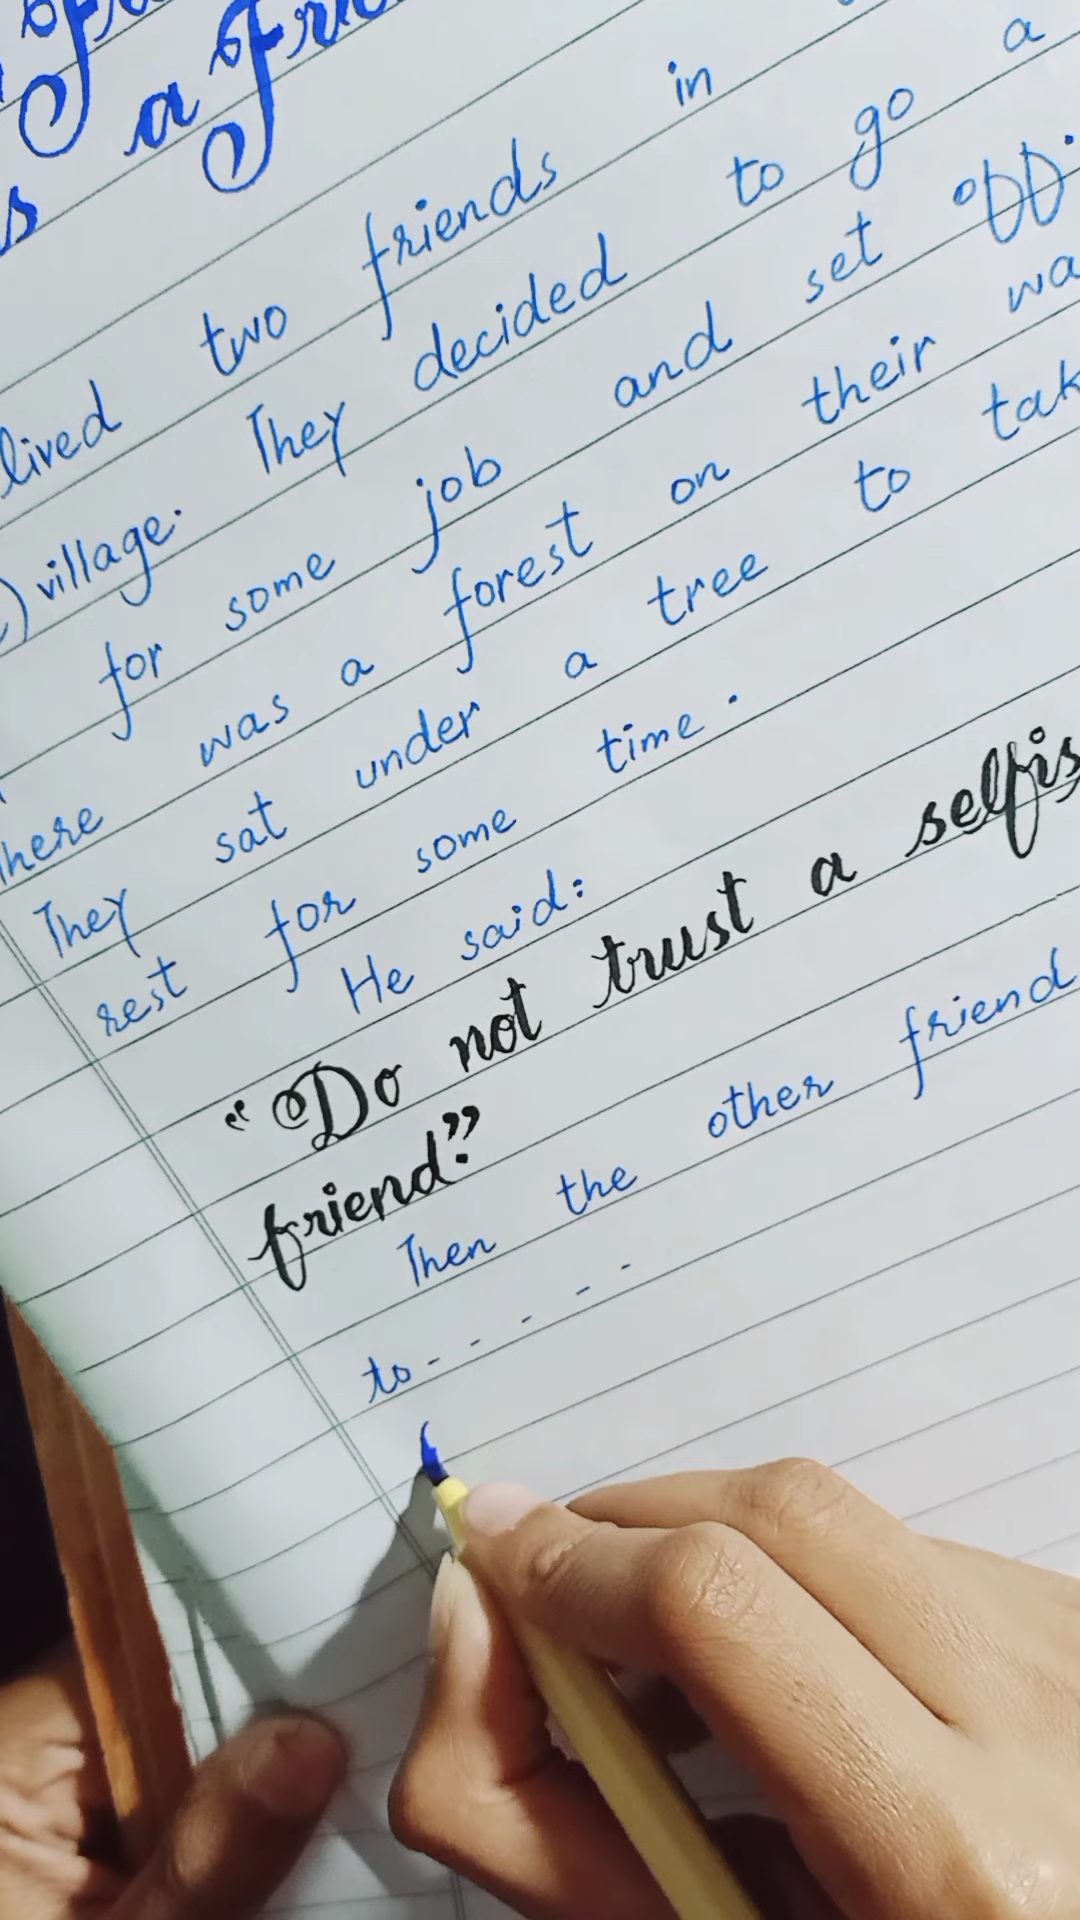 a Frie
s
lived two friends in a
village. They decided to go a
for some job and set off.
here was a forest on their wa
They sat under a tree to tak
rest for some time.
He said:
"Do not trust a selfis
friend."
Then the other friend
to-----